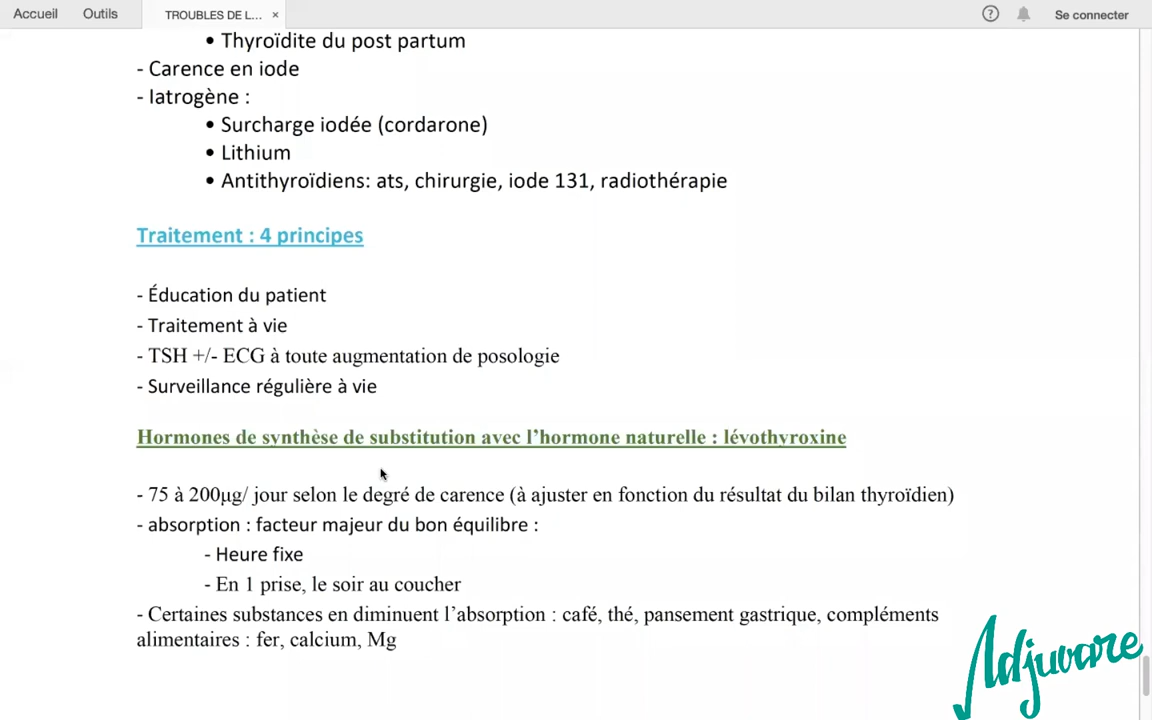 Accueil Outils TROUBLES DE L... × ? Se connecter
• Thyroïdite du post partum
- Carence en iode
- Iatrogène :
• Surcharge iodée (cordarone)
• Lithium
• Antithyroïdiens: ats, chirurgie, iode 131, radiothérapie
Traitement : 4 principes
- Éducation du patient
- Traitement à vie
- TSH +/- ECG à toute augmentation de posologie
- Surveillance régulière à vie
Hormones de synthèse de substitution avec l’hormone naturelle : lévothyroxine
- 75 à 200µg/ jour selon le degré de carence (à ajuster en fonction du résultat du bilan thyroïdien)
- absorption : facteur majeur du bon équilibre :
- Heure fixe
- En 1 prise, le soir au coucher
- Certaines substances en diminuent l’absorption : café, thé, pansement gastrique, compléments
alimentaires : fer, calcium, Mg
Adjuvare